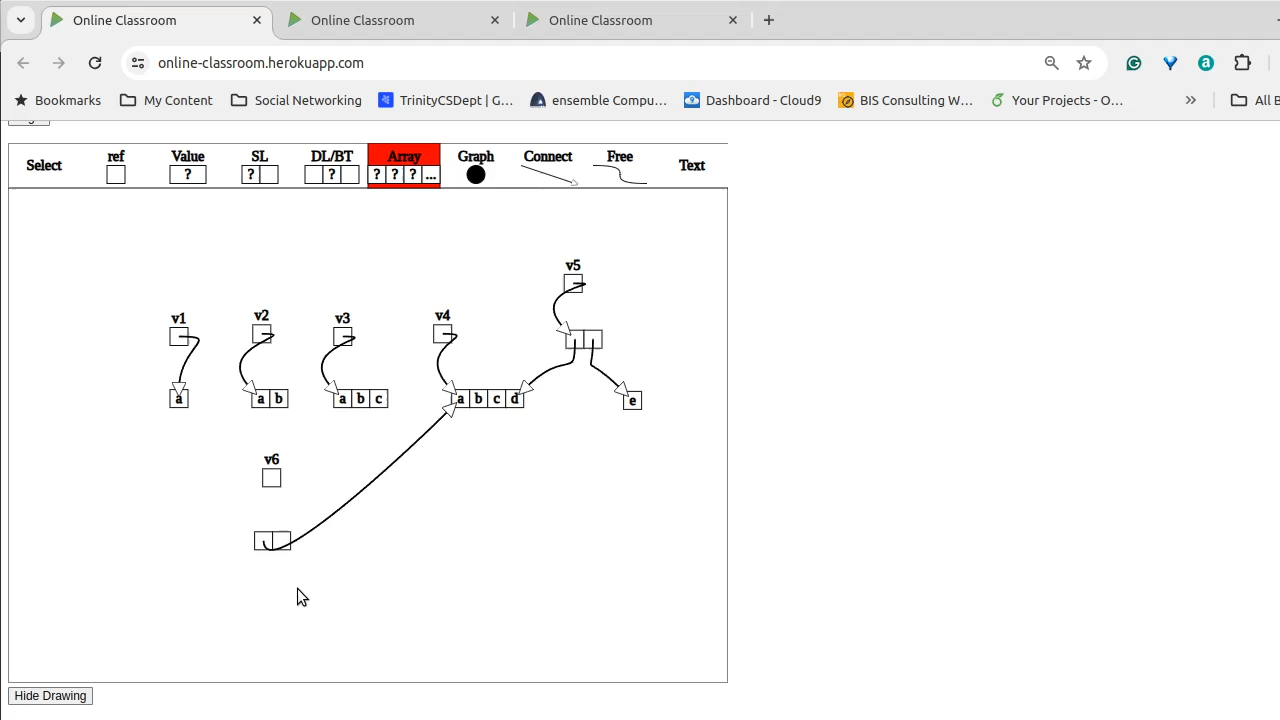 Online Classroom
Online Classroom
Online Classroom
online-classroom.herokuapp.com
Bookmarks
My Content
Social Networking
TrinityCSDept | G…
ensemble Compu…
Dashboard - Cloud9
BIS Consulting W…
Your Projects - O…
»
All B
Select
ref
Value
?
SL
?
DL/BT
?
Array
? ? ? ...
Graph
Connect
Free
Text
v5
v1
v2
v3
v4
a
a b
a b c
a b c d
e
v6
Hide Drawing